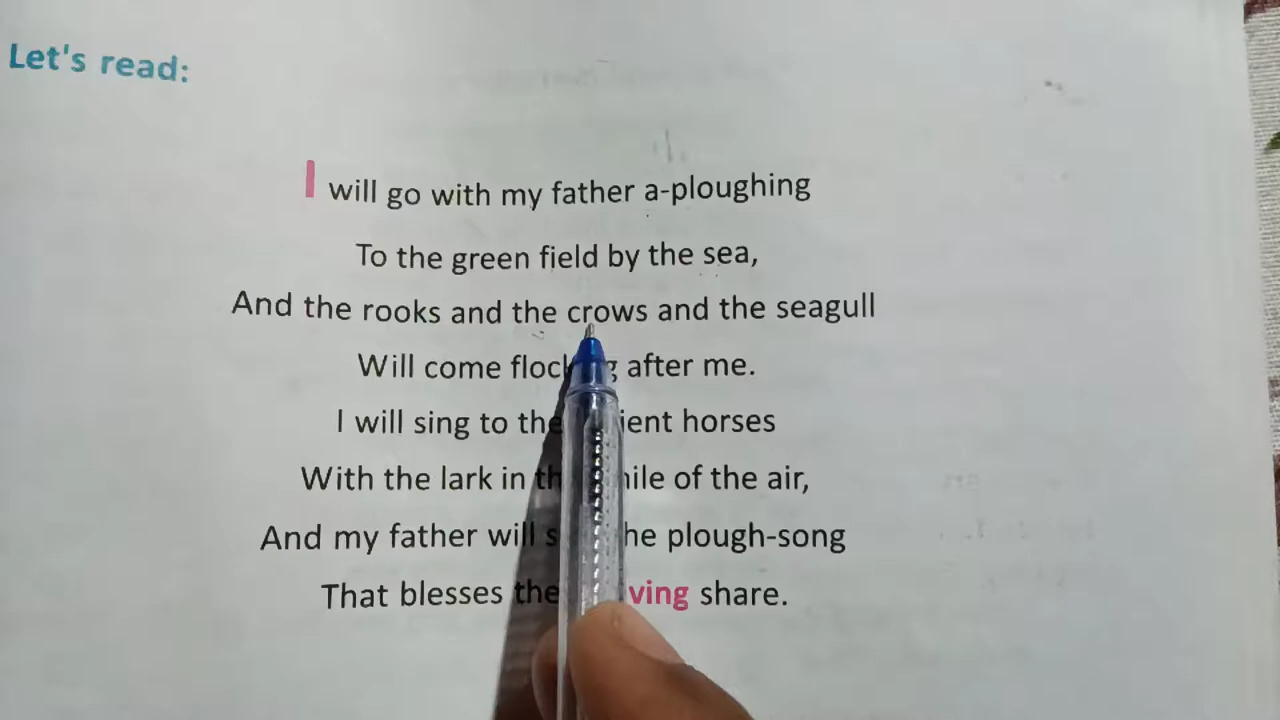 Let's read:
I will go with my father a-ploughing
To the green field by the sea,
And the rooks and the crows and the seagull
Will come after me.
I will sing to the horses
With the lark in the of the air,
And my father will the plough-song
That blesses the share.